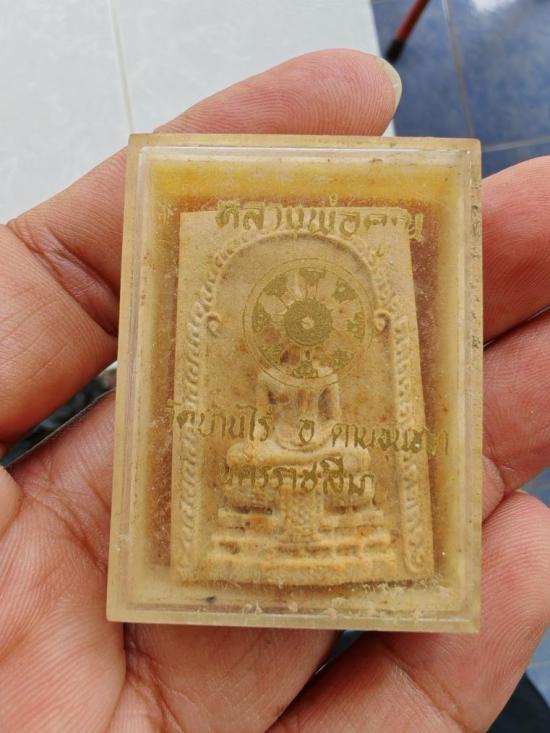 หลวงพ่อคูณ
วัดบ้านไร่ อ ด่านขุนทด
นครราชสีมา